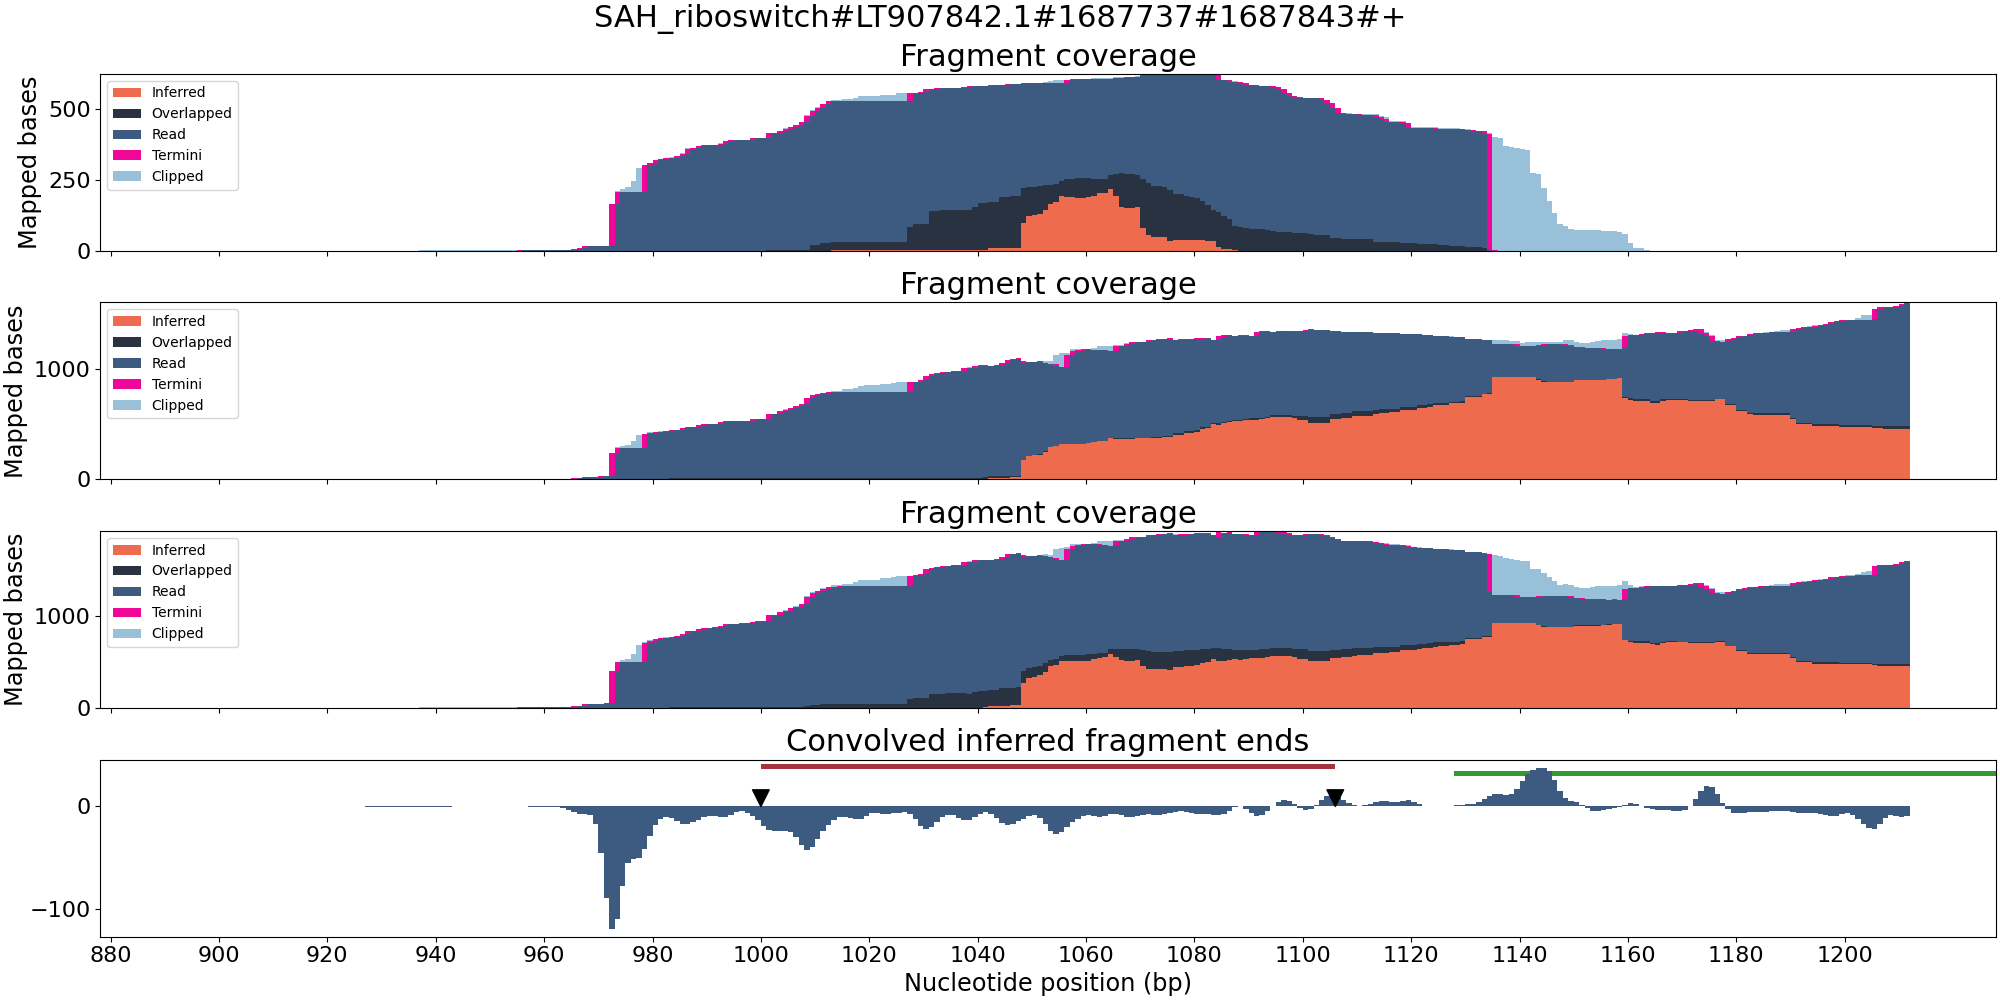 SAH_riboswitch#LT907842.1#1687737#1687843#+
Fragment coverage
Mapped bases
500
250
0
Inferred
Overlapped
Read
Termini
Clipped
Fragment coverage
Mapped bases
1000
0
Inferred
Overlapped
Read
Termini
Clipped
Fragment coverage
Mapped bases
1000
0
Inferred
Overlapped
Read
Termini
Clipped
Convolved inferred fragment ends
0
−100
880 900 920 940 960 980 1000 1020 1040 1060 1080 1100 1120 1140 1160 1180 1200
Nucleotide position (bp)